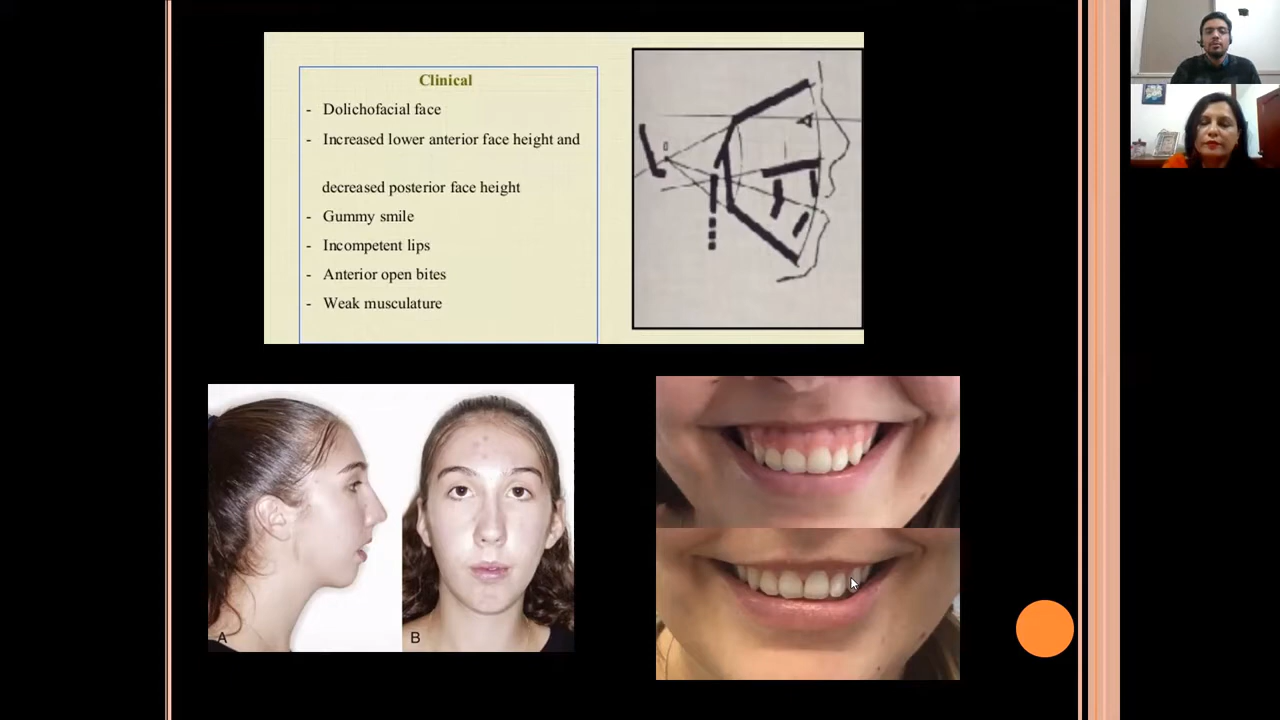 Clinical
- Dolichofacial face
- Increased lower anterior face height and
decreased posterior face height
- Gummy smile
- Incompetent lips
- Anterior open bites
- Weak musculature
A
B